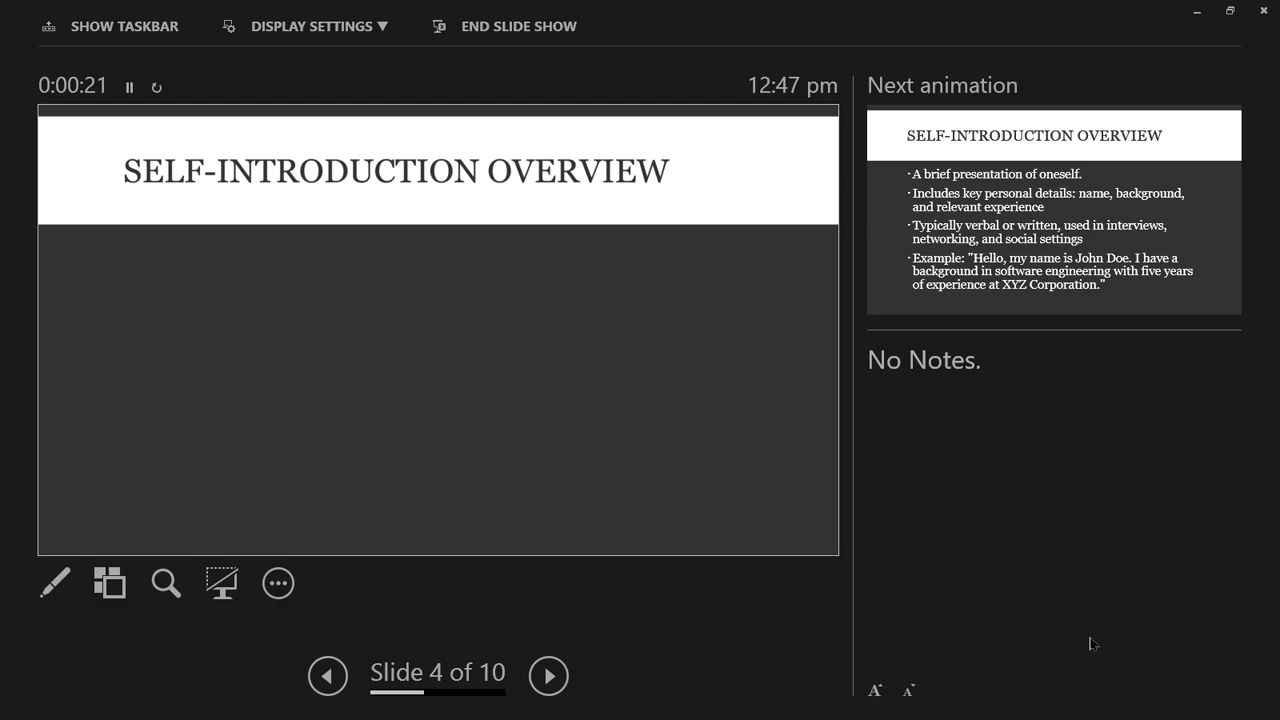 SHOW TASKBAR
DISPLAY SETTINGS ▼
END SLIDE SHOW
0:00:21
12:47 pm
SELF-INTRODUCTION OVERVIEW
Next animation
SELF-INTRODUCTION OVERVIEW
· A brief presentation of oneself.
· Includes key personal details: name, background,
and relevant experience
· Typically verbal or written, used in interviews,
networking, and social settings
· Example: "Hello, my name is John Doe. I have a
background in software engineering with five years
of experience at XYZ Corporation."
No Notes.
Slide 4 of 10
A A